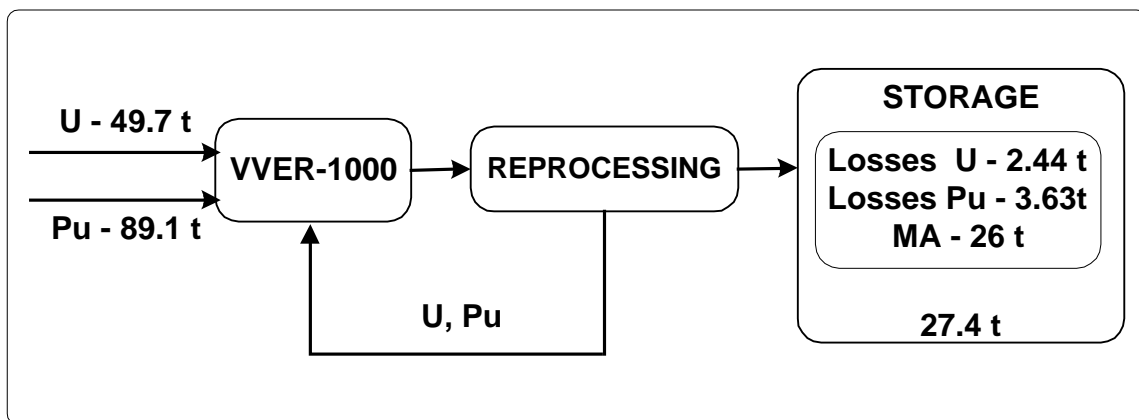 U - 49.7 t
Pu - 89.1 t
VVER-1000
REPROCESSING
U, Pu
STORAGE
Losses U - 2.44 t
Losses Pu - 3.63t
MA - 26 t
27.4 t